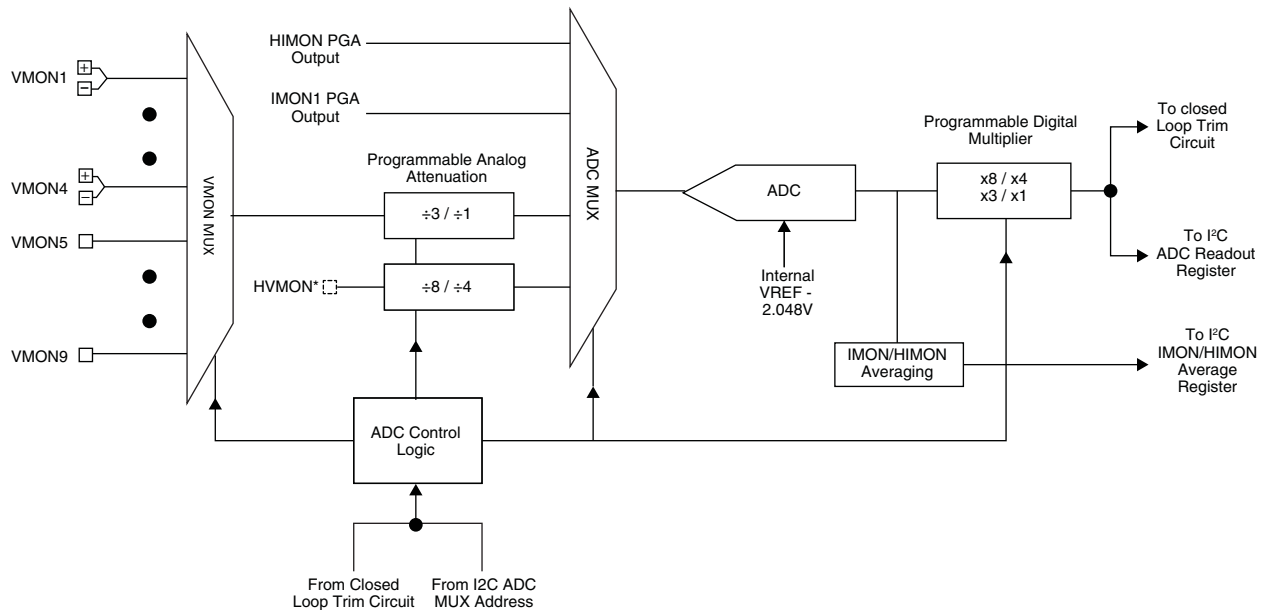 HIMON PGA
Output
VMON1
+
−
IMON1 PGA
Output
To closed
Loop Trim
Circuit
Programmable Digital
Multiplier
Programmable Analog
Attenuation
VMON MUX
ADC MUX
VMON4
+
−
ADC
x8 / x4
x3 / x1
÷3 / ÷1
VMON5
To I²C
ADC Readout
Register
HVMON*
÷8 / ÷4
Internal
VREF -
2.048V
VMON9
IMON/HIMON
Averaging
To I²C
IMON/HIMON
Average
Register
ADC Control
Logic
From Closed
Loop Trim Circuit
From I2C ADC
MUX Address